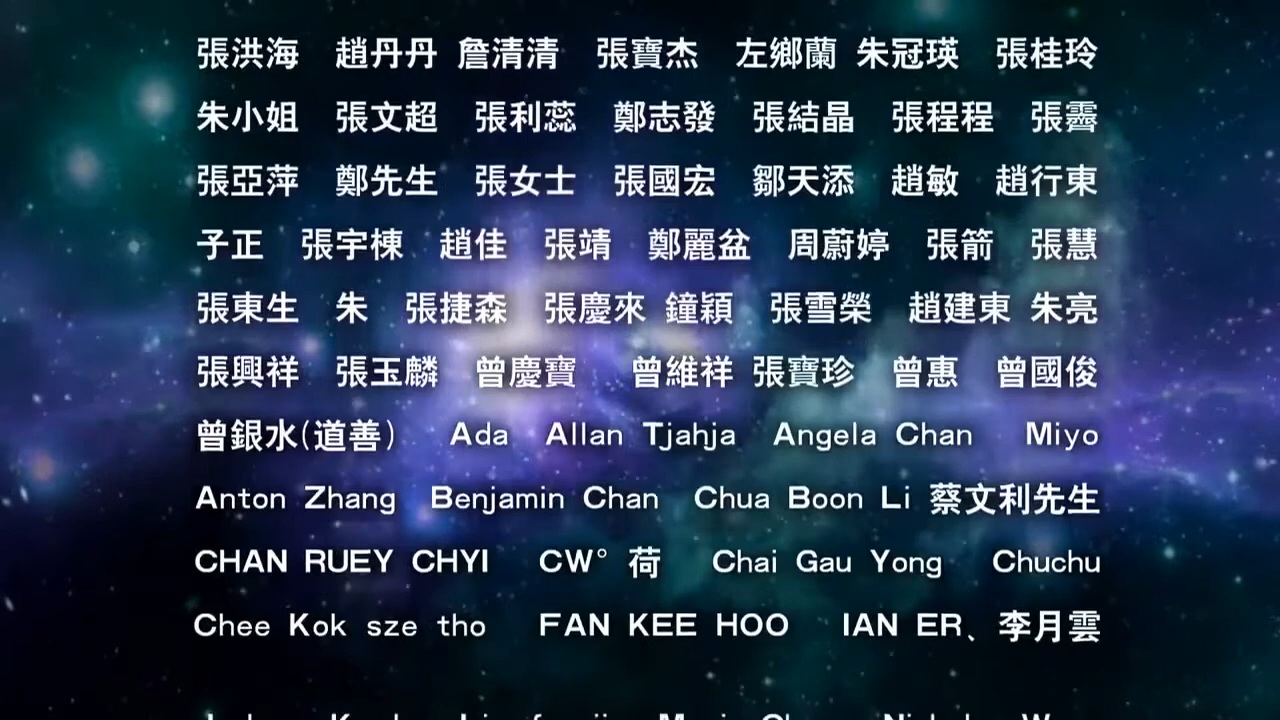 張洪海 趙丹丹 詹清清 張寶杰 左鄉蘭 朱冠瑛 張桂玲
朱小姐 張文超 張利蕊 鄭志發 張結晶 張程程 張霽
張亞萍 鄭先生 張女士 張國宏 鄒天添 趙敏 趙行東
子正 張宇棟 趙佳 張靖 鄭麗盆 周蔚婷 張箭 張慧
張東生 朱 張捷森 張慶來 鐘穎 張雪榮 趙建東 朱亮
張興祥 張玉麟 曾慶寶 曾維祥 張寶珍 曾惠 曾國俊
曾銀水(道善) Ada Allan Tjahja Angela Chan Miyo
Anton Zhang Benjamin Chan Chua Boon Li 蔡文利先生
CHAN RUEY CHYI CW° 荷 Chai Gau Yong Chuchu
Chee Kok sze tho FAN KEE HOO IAN ER、李月雲